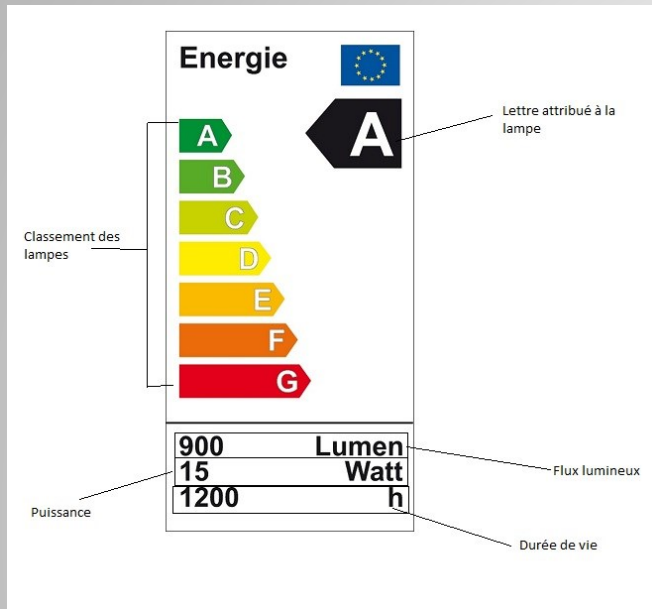 Energie
A
Lettre attribué à la
lampe
A
B
C
D
E
F
G
Classement des
lampes
900 Lumen
15 Watt
1200 h
Flux lumineux
Puissance
Durée de vie